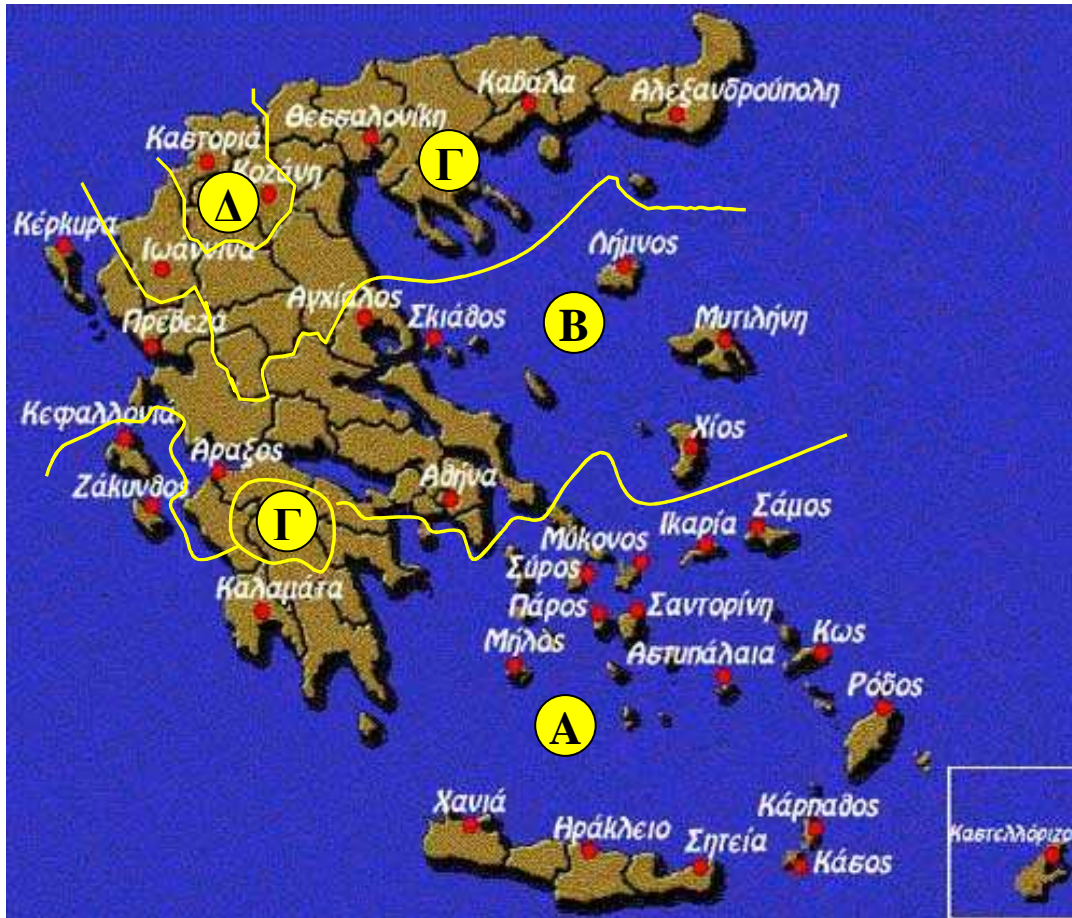 Καβάλα
Αλεξανδρούπολη
Θεσσαλονίκη
Καστοριά
Γ
Κοζάνη
Δ
Κέρκυρα
Λήμνος
Ιωάννινα
Αγχίαλος
Σκιάθος
Β
Μυτιλήνη
Πρέβεζα
Κεφαλλονιά
Χίος
Άραξος
Αθήνα
Ζάκυνθος
Σάμος
Γ
Ικαρία
Μύκονος
Σύρος
Καλαμάτα
Πάρος
Σαντορίνη
Κως
Μήλος
Αστυπάλαια
Ρόδος
Α
Χανιά
Κάρπαθος
Ηράκλειο
Καστελλόριζο
Σητεία
Κάσος